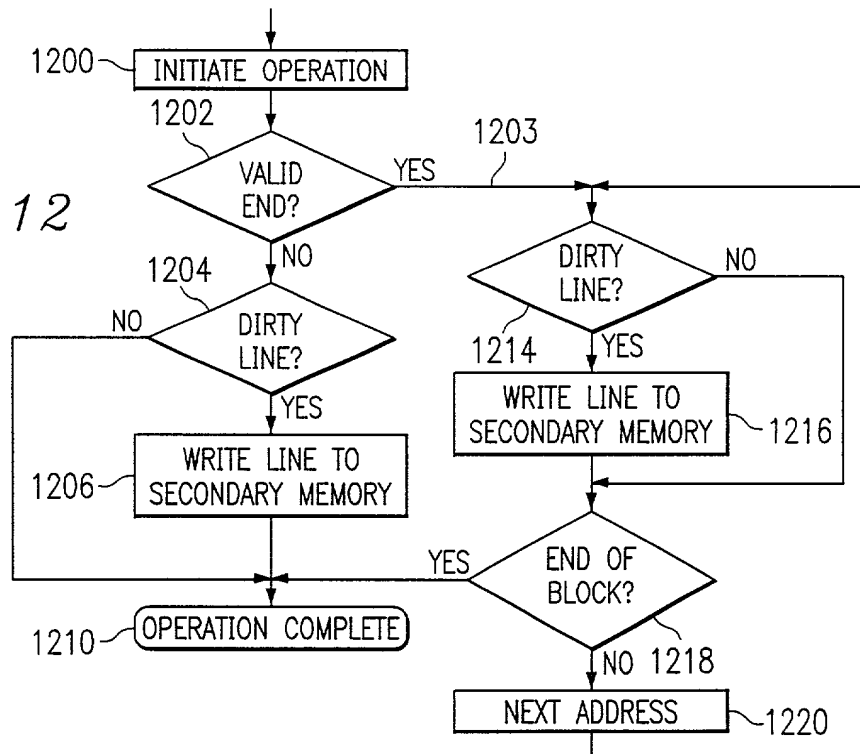 1200
INITIATE OPERATION
1202
1203
VALID
END?
YES
NO
12
1204
DIRTY
LINE?
NO
YES
DIRTY
LINE?
NO
1214
YES
WRITE LINE TO
SECONDARY MEMORY
1206
WRITE LINE TO
SECONDARY MEMORY
1216
YES
END OF
BLOCK?
1218
NO
1210
OPERATION COMPLETE
NEXT ADDRESS
1220